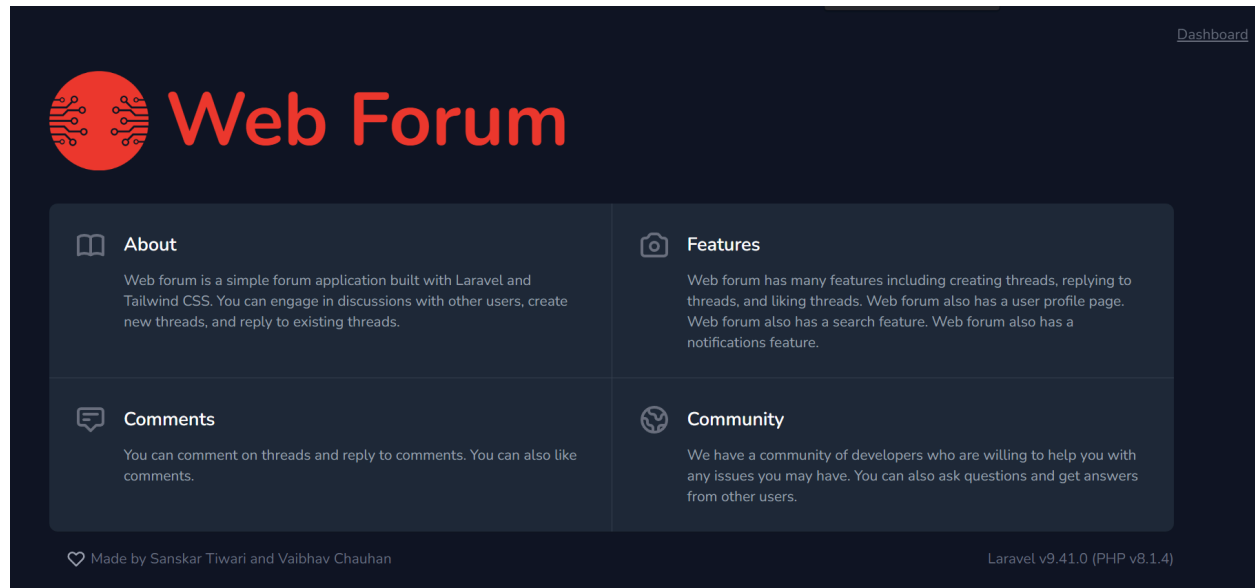 Dashboard
Web Forum
About
Web forum is a simple forum application built with Laravel and
Tailwind CSS. You can engage in discussions with other users, create
new threads, and reply to existing threads.
Features
Web forum has many features including creating threads, replying to
threads, and liking threads. Web forum also has a user profile page.
Web forum also has a search feature. Web forum also has a
notifications feature.
Comments
You can comment on threads and reply to comments. You can also like
comments.
Community
We have a community of developers who are willing to help you with
any issues you may have. You can also ask questions and get answers
from other users.
Made by Sanskar Tiwari and Vaibhav Chauhan
Laravel v9.41.0 (PHP v8.1.4)